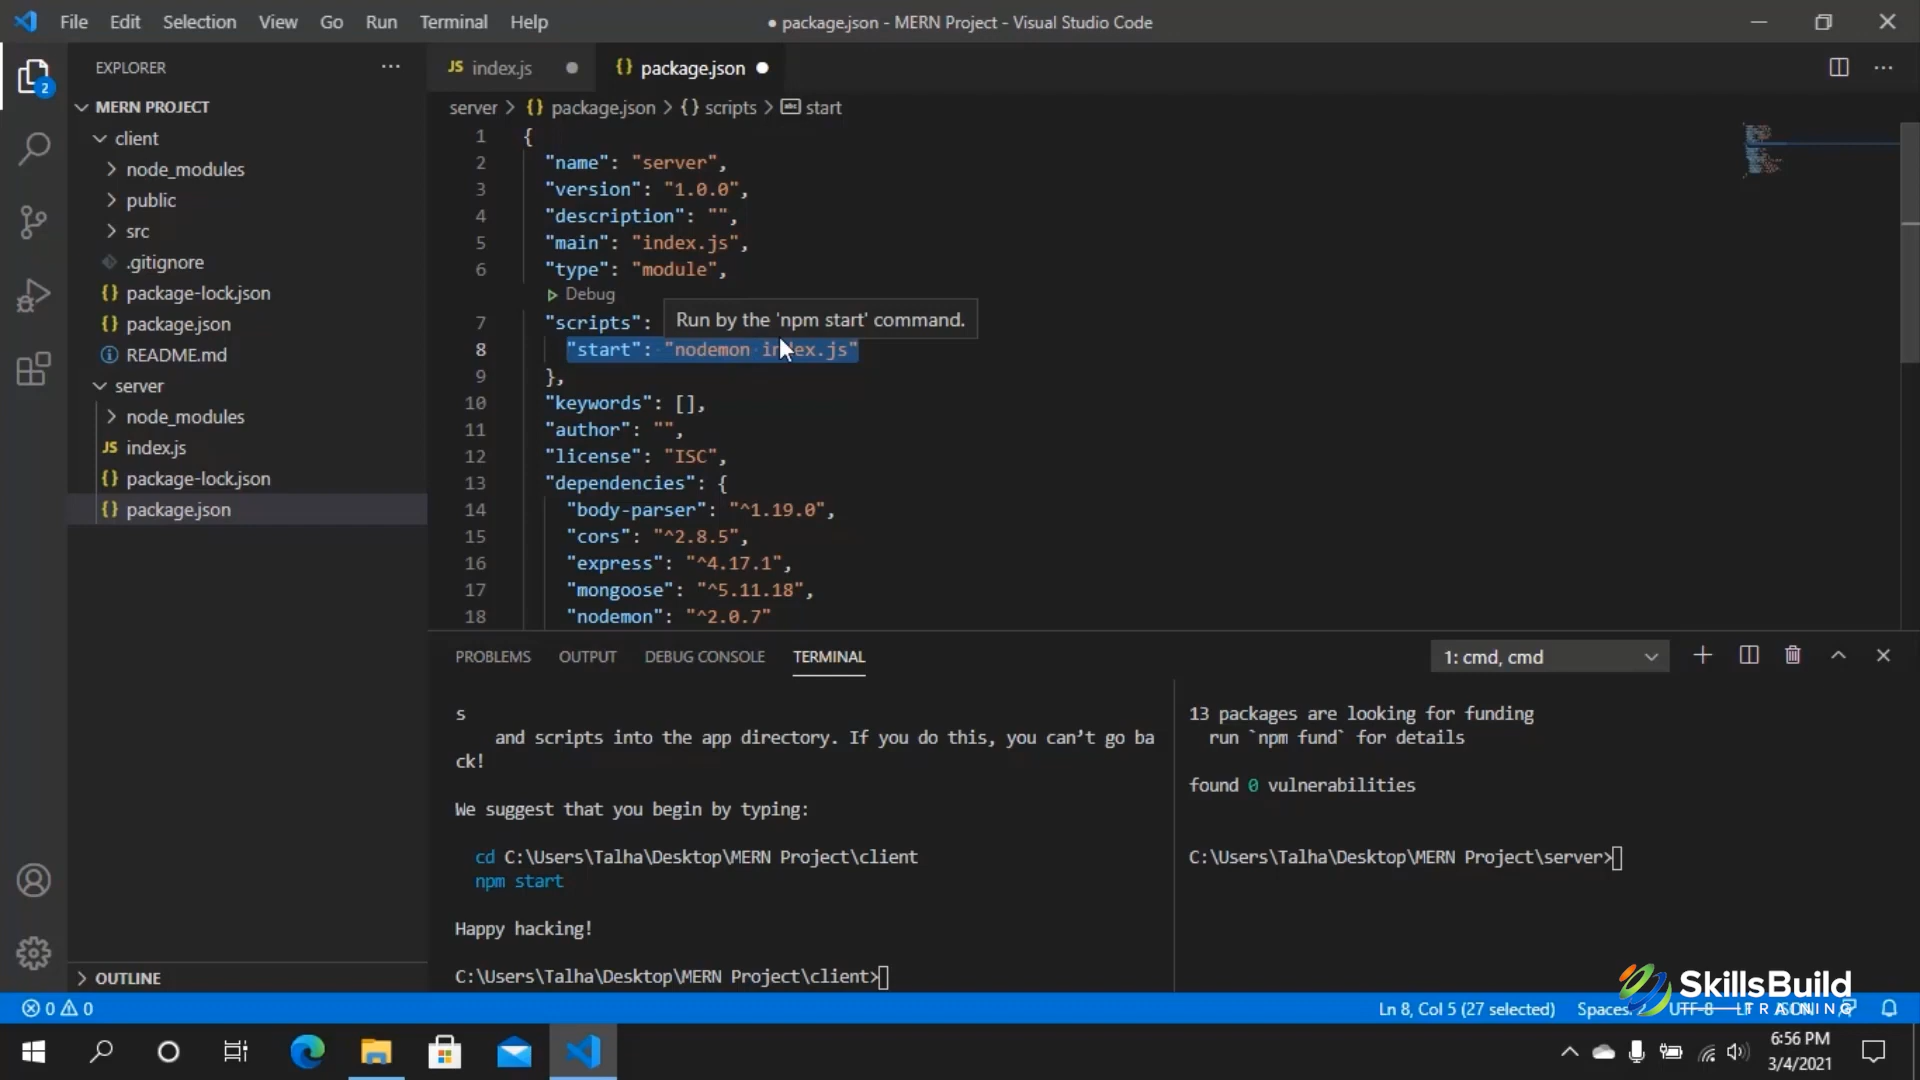 File Edit Selection View Go Run Terminal Help
● package.json - MERN Project - Visual Studio Code
2
EXPLORER
MERN PROJECT
client
node_modules
public
src
.gitignore
package-lock.json
package.json
README.md
server
node_modules
JS index.js
package-lock.json
package.json
OUTLINE
JS index.js
{} package.json
server > {} package.json > {} scripts > abc start
1 {
2 "name": "server",
3 "version": "1.0.0",
4 "description": "",
5 "main": "index.js",
6 "type": "module",
Debug
7 "scripts":
Run by the 'npm start' command.
8 "start": "nodemon index.js"
9 },
10 "keywords": [],
11 "author": "",
12 "license": "ISC",
13 "dependencies": {
14 "body-parser": "^1.19.0",
15 "cors": "^2.8.5",
16 "express": "^4.17.1",
17 "mongoose": "^5.11.18",
18 "nodemon": "^2.0.7"
PROBLEMS OUTPUT DEBUG CONSOLE TERMINAL
1: cmd, cmd
s
and scripts into the app directory. If you do this, you can’t go ba
ck!
We suggest that you begin by typing:
cd C:\Users\Talha\Desktop\MERN Project\client
npm start
Happy hacking!
C:\Users\Talha\Desktop\MERN Project\client>
13 packages are looking for funding
run `npm fund` for details
found 0 vulnerabilities
C:\Users\Talha\Desktop\MERN Project\server>
SkillsBuild
TRAINING
0 0
Ln 8, Col 5 (27 selected) Spaces: UTF-8 LF JSON
6:56 PM
3/4/2021